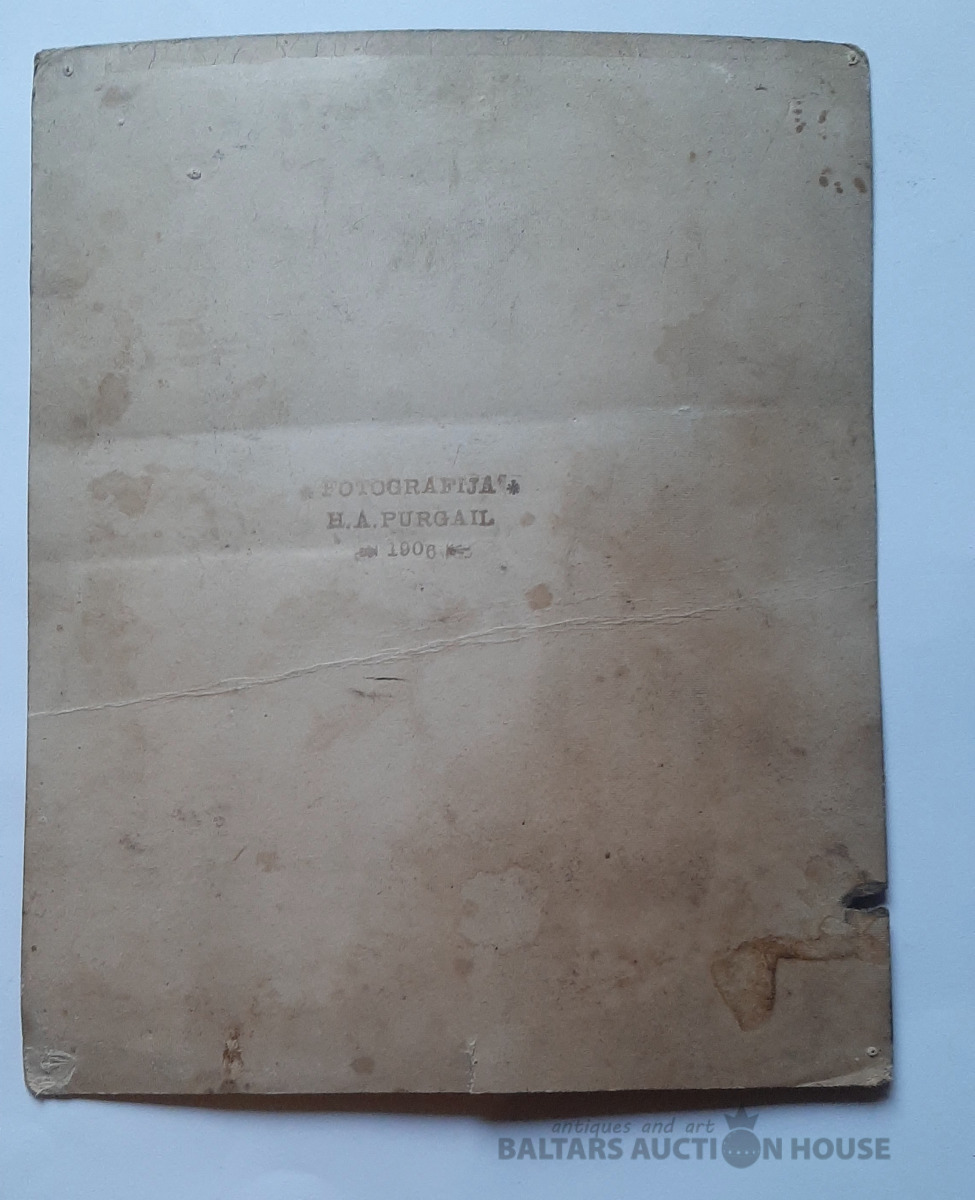 * FOTOGRAFIJA *
H.A.PURGAIL
1906
antiques and art
BALTARS AUCTION HOUSE